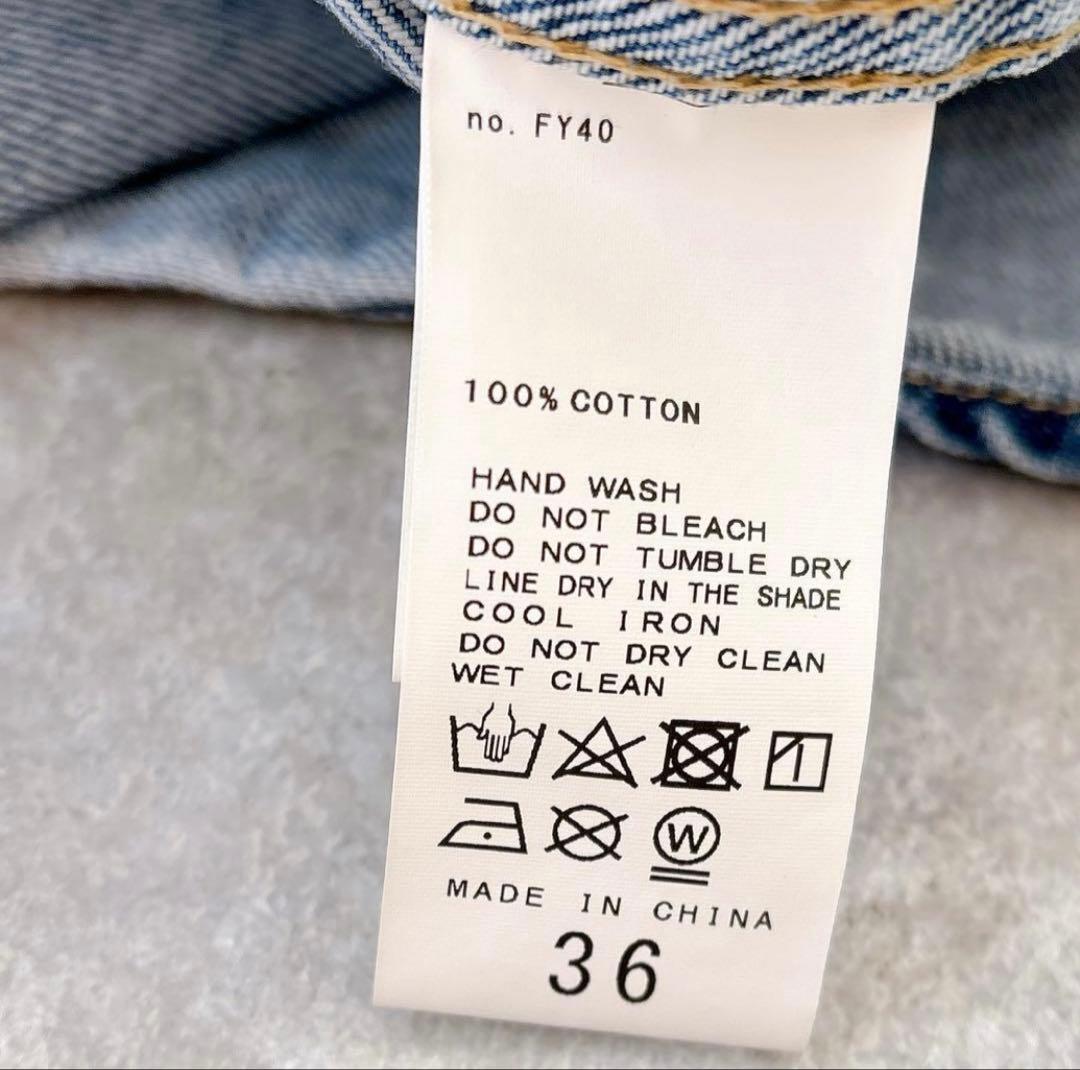 no. FY40
100% COTTON
HAND WASH
DO NOT BLEACH
DO NOT TUMBLE DRY
LINE DRY IN THE SHADE
COOL IRON
DO NOT DRY CLEAN
WET CLEAN
W
MADE IN CHINA
36